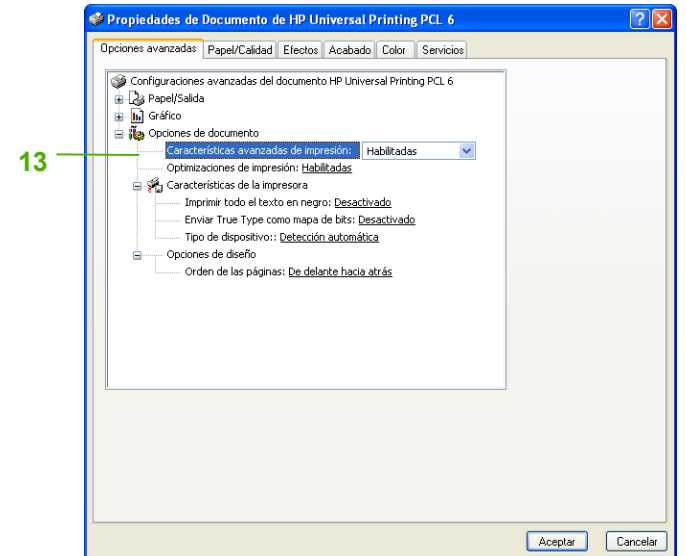 Propiedades de Documento de HP Universal Printing PCL 6
Opciones avanzadas Papel/Calidad Efectos Acabado Color Servicios
Configuraciones avanzadas del documento HP Universal Printing PCL 6
Papel/Salida
Gráfico
Opciones de documento
Características avanzadas de impresión: Habilitadas
13
Optimizaciones de impresión: Habilitadas
Características de la impresora
Imprimir todo el texto en negro: Desactivado
Enviar True Type como mapa de bits: Desactivado
Tipo de dispositivo:: Detección automática
Opciones de diseño
Orden de las páginas: De delante hacia atrás
Aceptar Cancelar